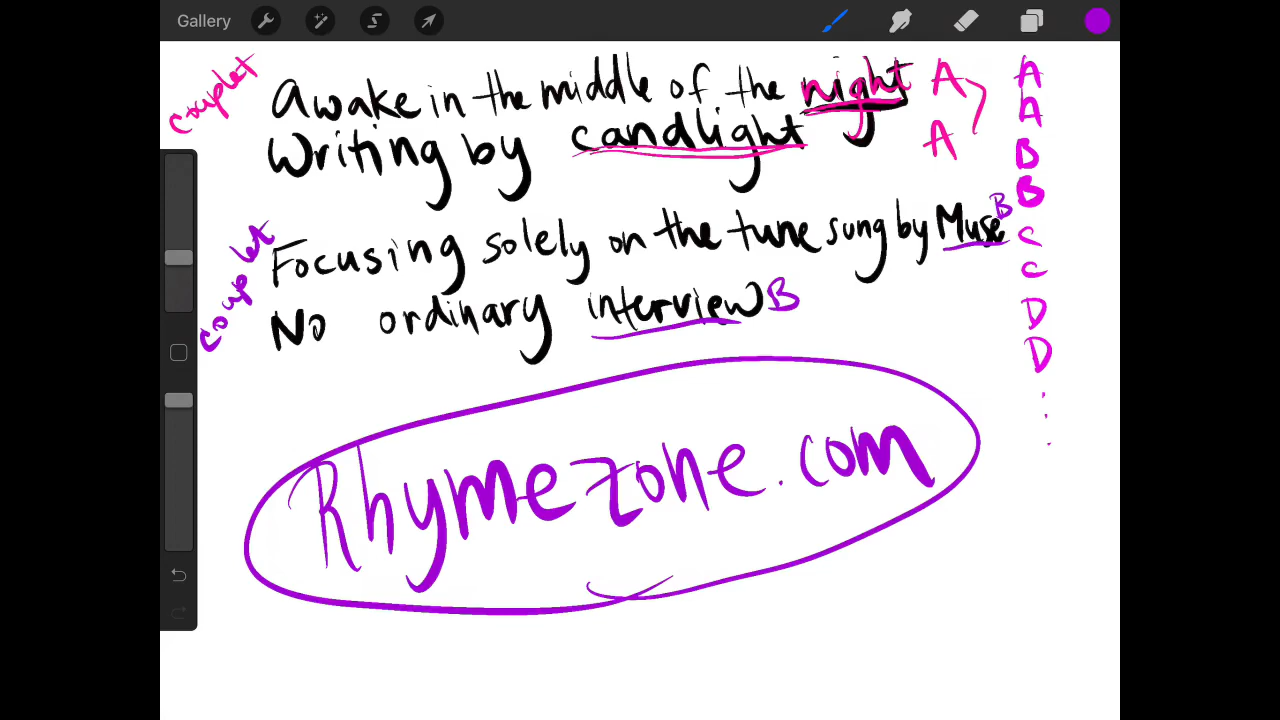 Gallery
couplet
Awake in the middle of the night A A
Writing by candlight A A
B
B
Focusing solely on the tune sung by Muse B C
couplet
C
No ordinary interview B D
D
Rhymezone.com